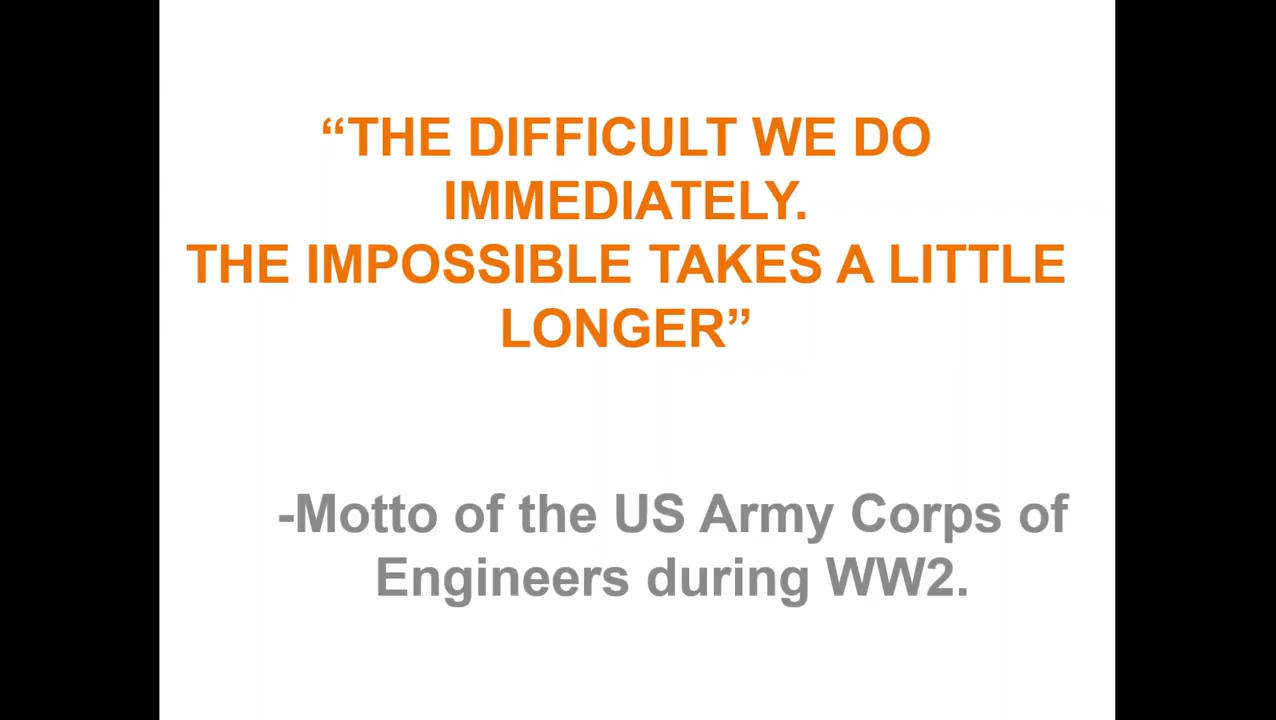 “THE DIFFICULT WE DO
IMMEDIATELY.
THE IMPOSSIBLE TAKES A LITTLE
LONGER”
-Motto of the US Army Corps of
Engineers during WW2.